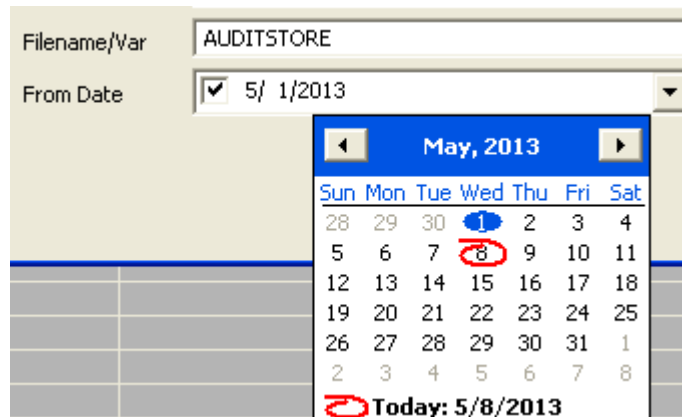 Filename/Var AUDITSTORE
From Date 5/ 1/2013
May, 2013
Sun Mon Tue Wed Thu Fri Sat
28 29 30 1 2 3 4
5 6 7 8 9 10 11
12 13 14 15 16 17 18
19 20 21 22 23 24 25
26 27 28 29 30 31 1
2 3 4 5 6 7 8
Today: 5/8/2013